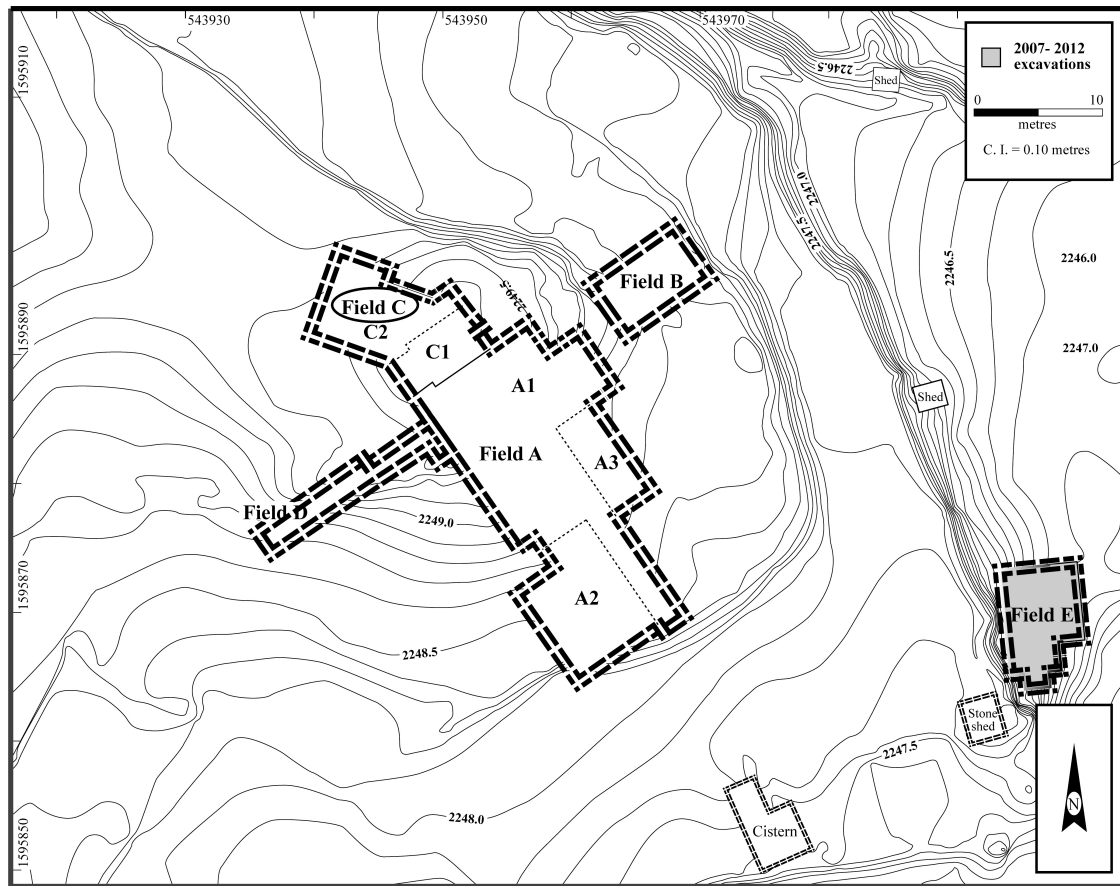 543930
543950
543970
1595910
1595890
1595870
1595850
2007- 2012
excavations
0
10
metres
C. I. = 0.10 metres
2246.5
Shed
2247.0
2247.5
2246.5
2246.0
2247.0
Field B
2249.5
Field C
C2
C1
A1
Shed
Field A
A3
Field D
2249.0
A2
Field E
2248.5
Stone
shed
2247.5
2248.0
Cistern
N